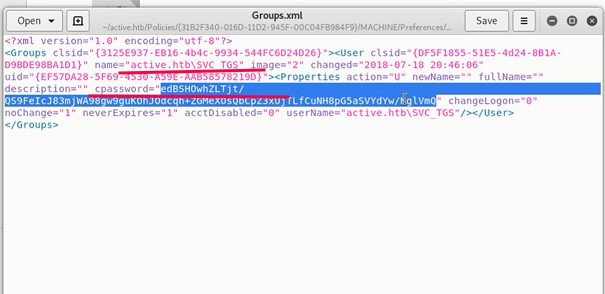 Open
Groups.xml
~/active.htb/Policies/{31B2F340-016D-11D2-945F-00C04FB984F9}/MACHINE/Preferences/...
Save
<?xml version="1.0" encoding="utf-8"?>
<Groups clsid="{3125E937-EB16-4b4c-9934-544FC6D24D26}"><User clsid="{DF5F1855-51E5-4d24-8B1A-
D9BDE98BA1D1}" name="active.htb\SVC_TGS" image="2" changed="2018-07-18 20:46:06"
uid="{EF57DA28-5F69-4530-A59E-AAB58578219D}"><Properties action="U" newName="" fullName=""
description="" cpassword="edBSHOwhZLTjt/
QS9FeIcJ83mjWA98gw9guKOhJOdcqh+ZGMeXOsQbCpZ3xUjTLfCuNH8pG5aSVYdYw/NglVmQ" changeLogon="0"
noChange="1" neverExpires="1" acctDisabled="0" userName="active.htb\SVC_TGS"/></User>
</Groups>